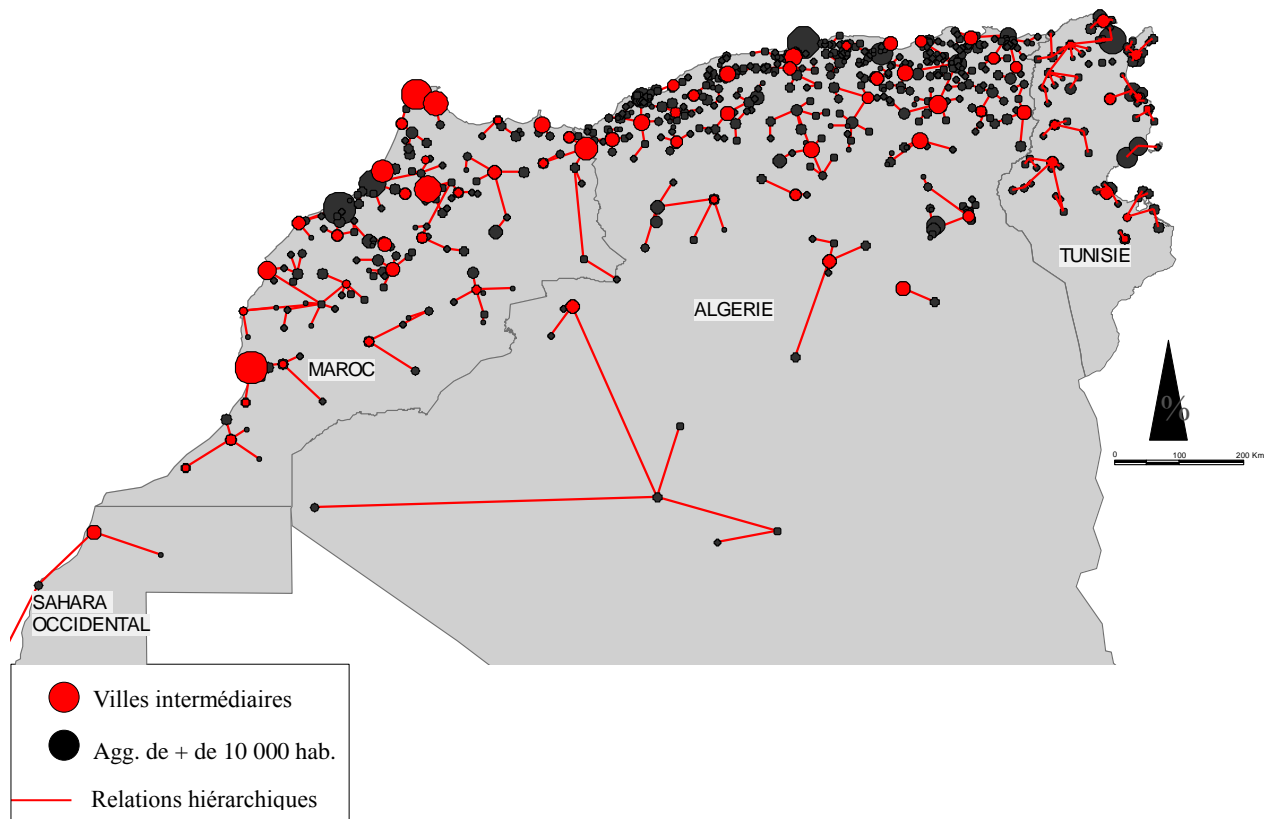 TUNISIE
ALGERIE
MAROC
%
0 100 200 Km
SAHARA
OCCIDENTAL
Villes intermédiaires
Agg. de + de 10 000 hab.
Relations hiérarchiques